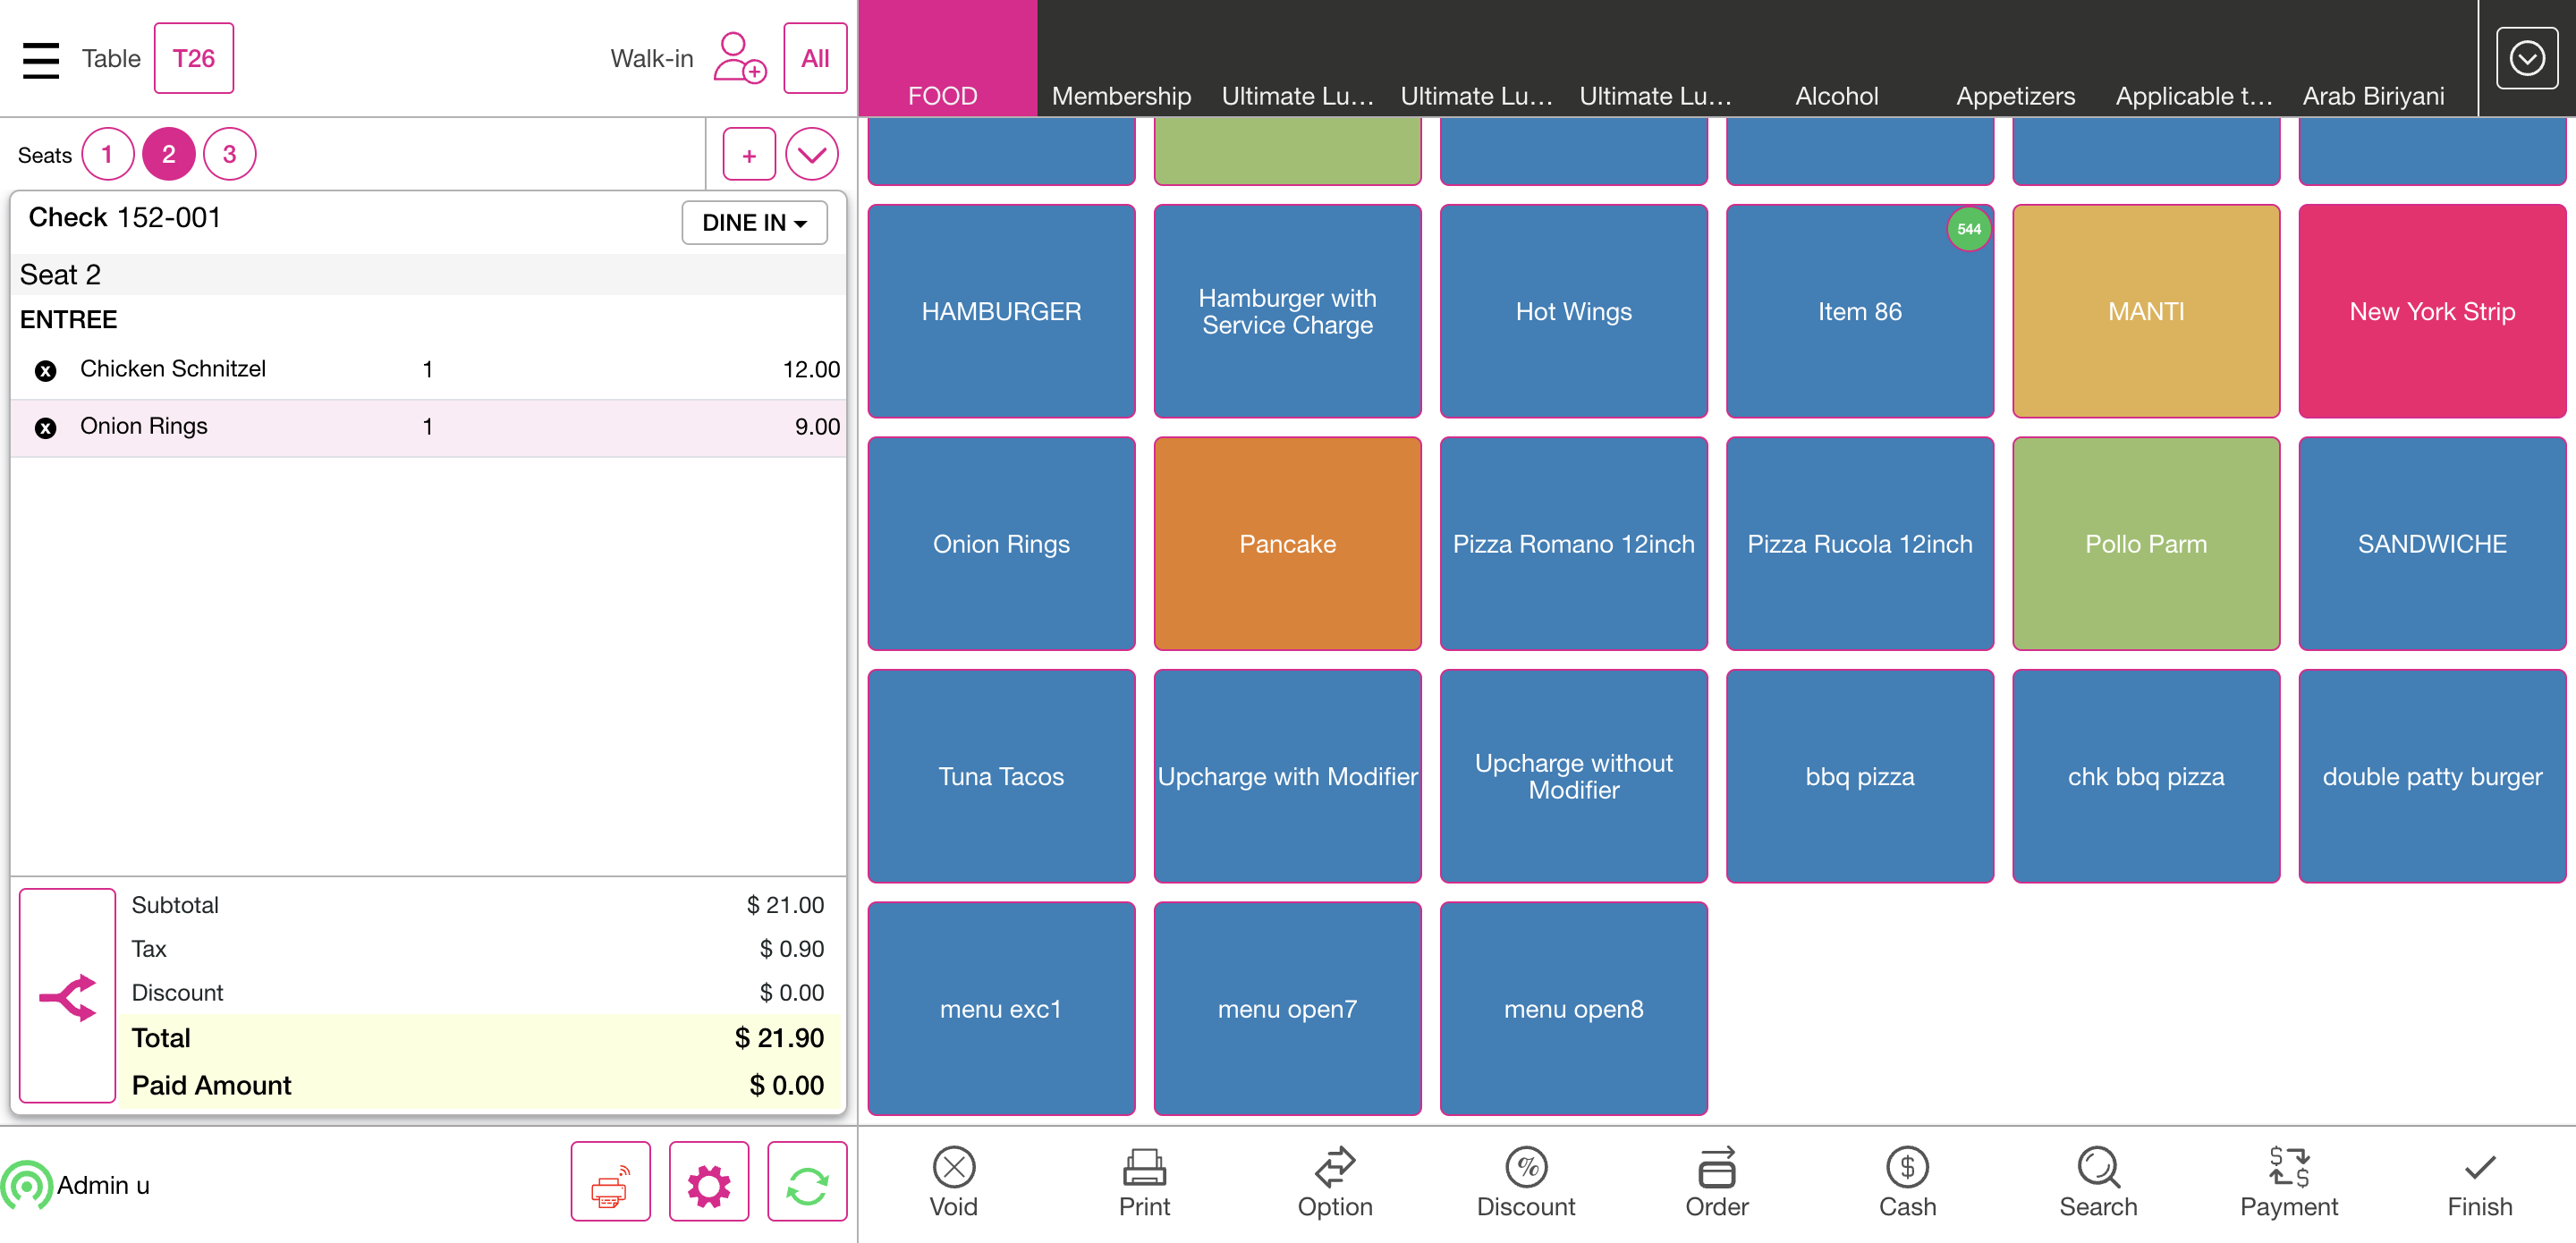 Table T26 Walk-in All
FOOD Membership Ultimate Lu... Ultimate Lu... Ultimate Lu... Alcohol Appetizers Applicable t... Arab Biriyani
Seats 1 2 3 +
Check 152-001 DINE IN
Seat 2
ENTREE
Chicken Schnitzel 1 12.00
Onion Rings 1 9.00
Subtotal $ 21.00
Tax $ 0.90
Discount $ 0.00
Total $ 21.90
Paid Amount $ 0.00
Admin u
544
HAMBURGER
Hamburger with
Service Charge
Hot Wings
Item 86
MANTI
New York Strip
Onion Rings
Pancake
Pizza Romano 12inch
Pizza Rucola 12inch
Pollo Parm
SANDWICHE
Tuna Tacos
Upcharge with Modifier
Upcharge without
Modifier
bbq pizza
chk bbq pizza
double patty burger
menu exc1
menu open7
menu open8
Void Print Option Discount Order Cash Search Payment Finish